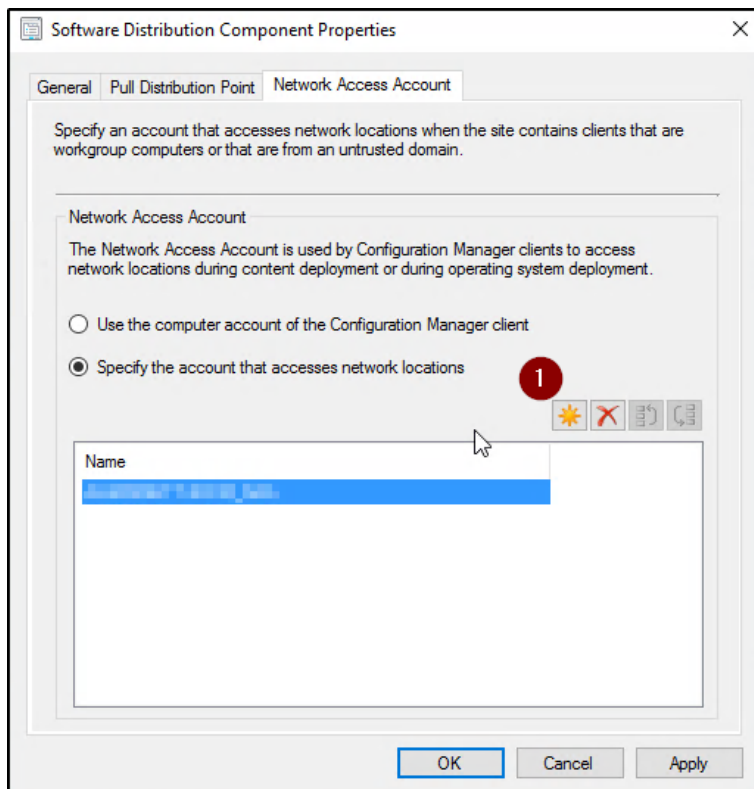 Software Distribution Component Properties
General
Pull Distribution Point
Network Access Account
Specify an account that accesses network locations when the site contains clients that are
workgroup computers or that are from an untrusted domain.
Network Access Account
The Network Access Account is used by Configuration Manager clients to access
network locations during content deployment or during operating system deployment.
Use the computer account of the Configuration Manager client
Specify the account that accesses network locations
1
Name
OK
Cancel
Apply